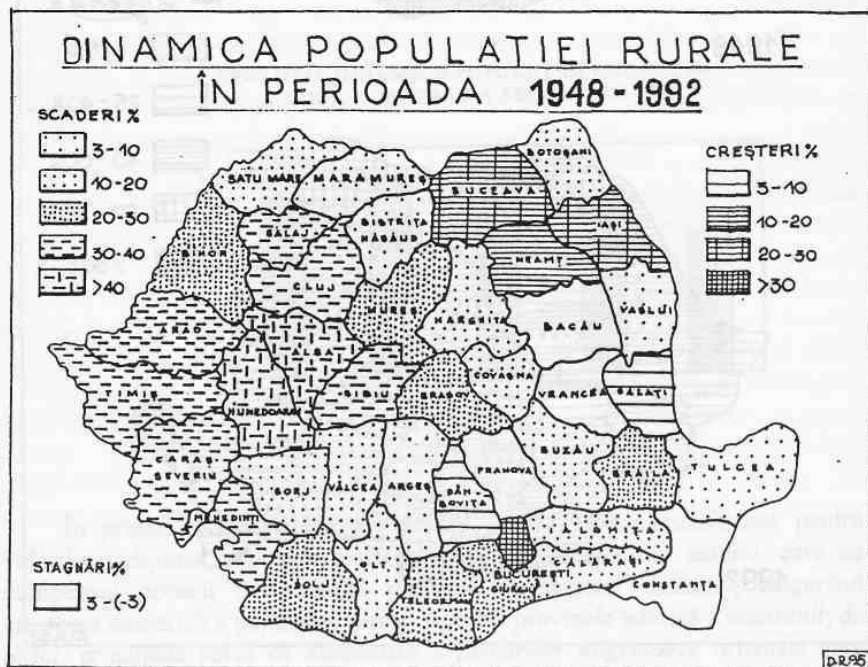 DINAMICA POPULATIEI RURALE
ÎN PERIOADA 1948-1992
SCADERI %
3-10
10-20
20-30
30-40
>40
CREȘTERI %
3-10
10-20
20-30
>30
BOTOȘANI
SATU MARE
MARAMUREȘ
SUCEAVA
IAȘI
SĂLAJ
BISTRIȚA
NĂSĂUD
BIHOR
NEAMȚ
CLUJ
MUREȘ
HARGHITA
BACĂU
VASLUI
ARAD
ALBA
TIMIȘ
HUNEDOARA
SIBIU
BRAȘOV
COVASNA
VRANCEA
GALAȚI
CARAȘ-
SEVERIN
GORJ
VÂLCEA
ARGEȘ
DÂM
BOVIȚA
PRAHOVA
BUZĂU
BRĂILA
TULCEA
MEHEDINȚI
DOLJ
OLT
TELEORMAN
BUCUREȘTI
GIURGIU
IALOMIȚA
CĂLĂRAȘI
CONSTANȚA
STAGNĂRI %
3-(-3)
D.R.95